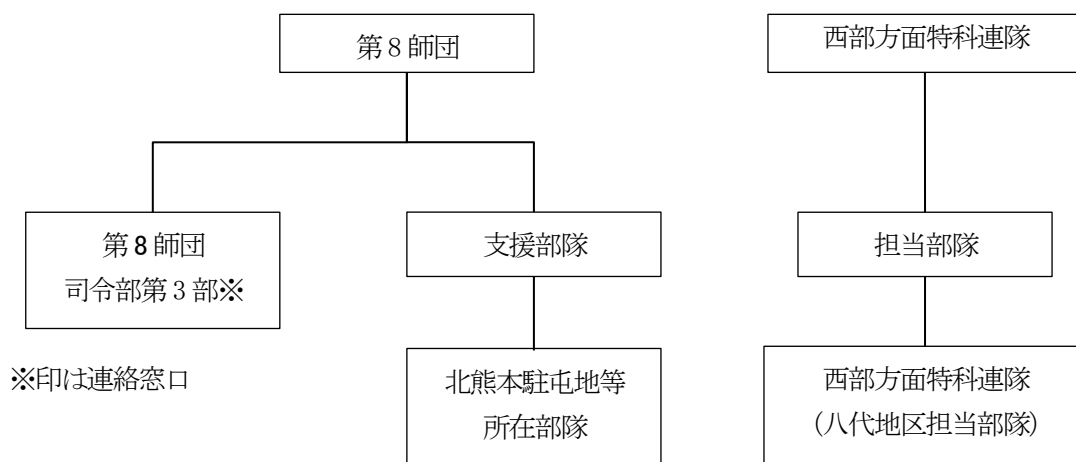 第８師団
西部方面特科連隊
第8師団
司令部第３部※
支援部隊
担当部隊
※印は連絡窓口
北熊本駐屯地等
所在部隊
西部方面特科連隊
(八代地区担当部隊)